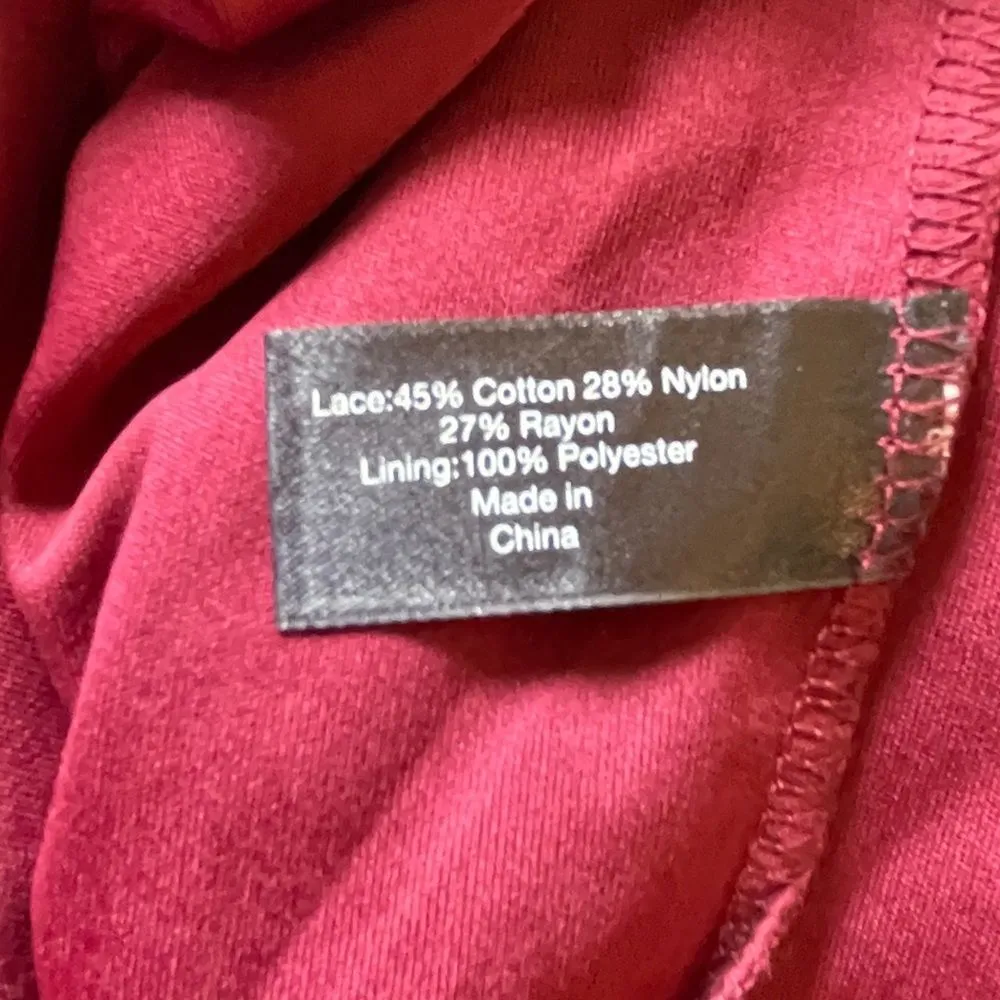 Lace:45% Cotton 28% Nylon
27% Rayon
Lining:100% Polyester
Made in
China